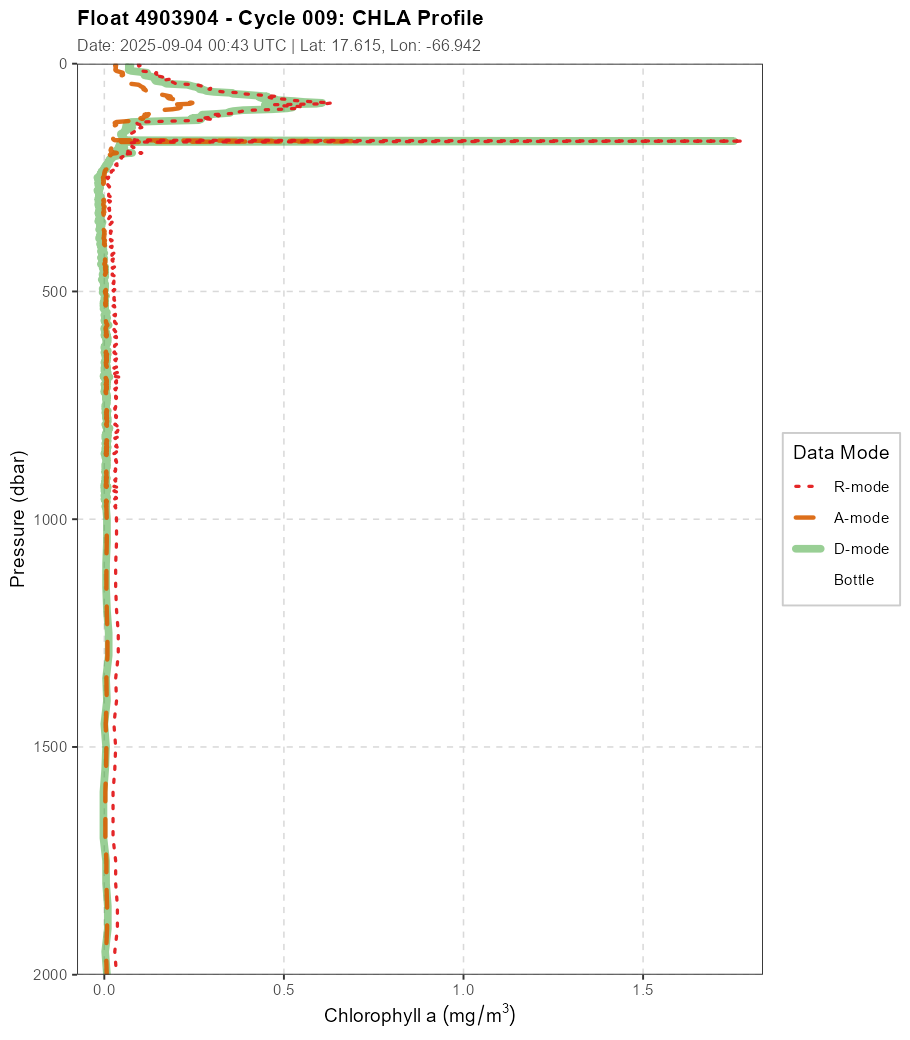 Float 4903904 - Cycle 009: CHLA Profile
Date: 2025-09-04 00:43 UTC | Lat: 17.615, Lon: -66.942
0
500
1000
1500
2000
Pressure (dbar)
0.0
0.5
1.0
1.5
Chlorophyll a (mg/m³)
Data Mode
R-mode
A-mode
D-mode
Bottle